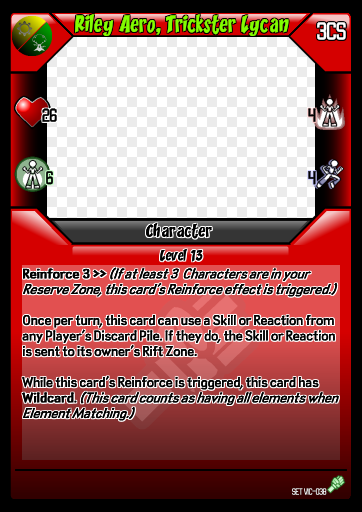 Riley Aero, Trickster Lycan
3CS
26
4
6
4
Character
Level 13
Reinforce 3 >> (If at least 3 Characters are in your
Reserve Zone, this card's Reinforce effect is triggered.)
Once per turn, this card can use a Skill or Reaction from
any Player's Discard Pile. If they do, the Skill or Reaction
is sent to its owner's Rift Zone.
While this card's Reinforce is triggered, this card has
Wildcard. (This card counts as having all elements when
Element Matching.)
SET VIC-038